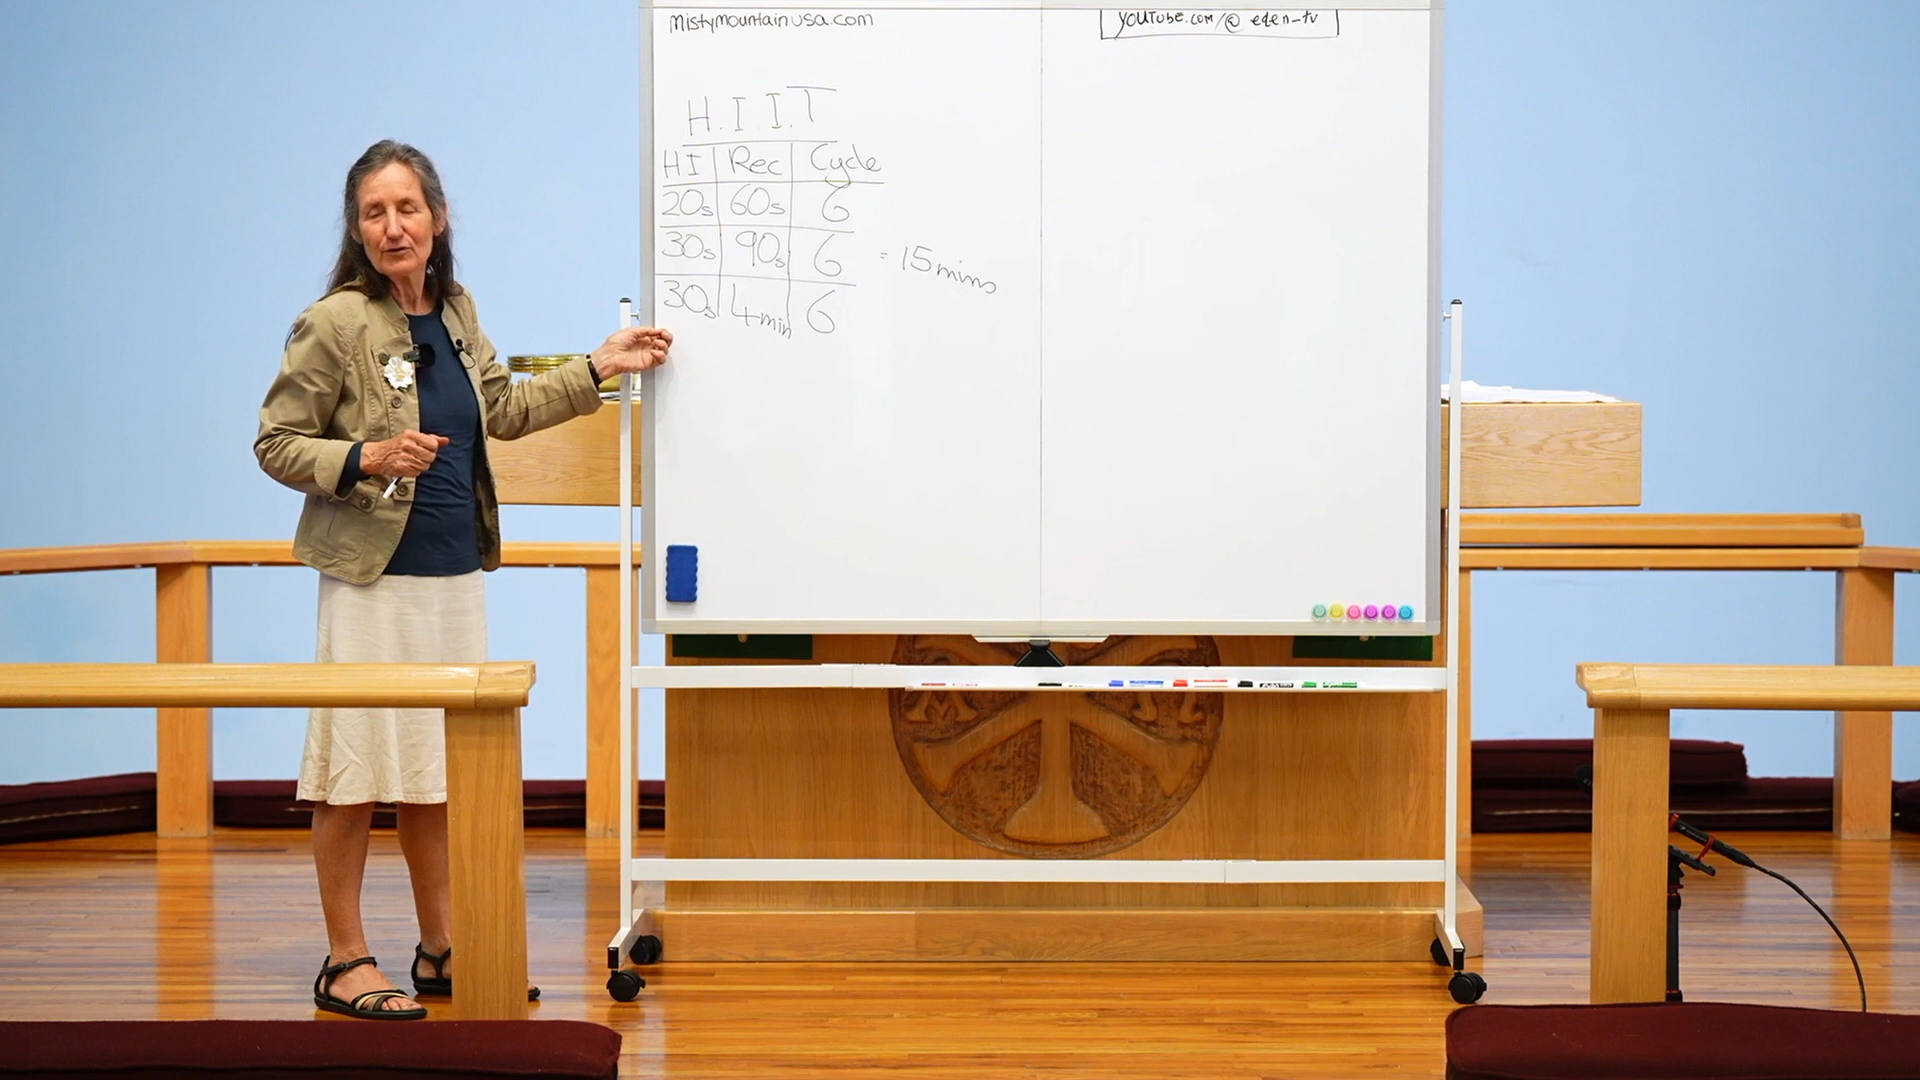 mistymountainusa.com
youtube.com/@eden-tv
H.I.I.T
HI Rec Cycle
20s 60s 6
30s 90s 6 = 15 mins
30s 4min 6